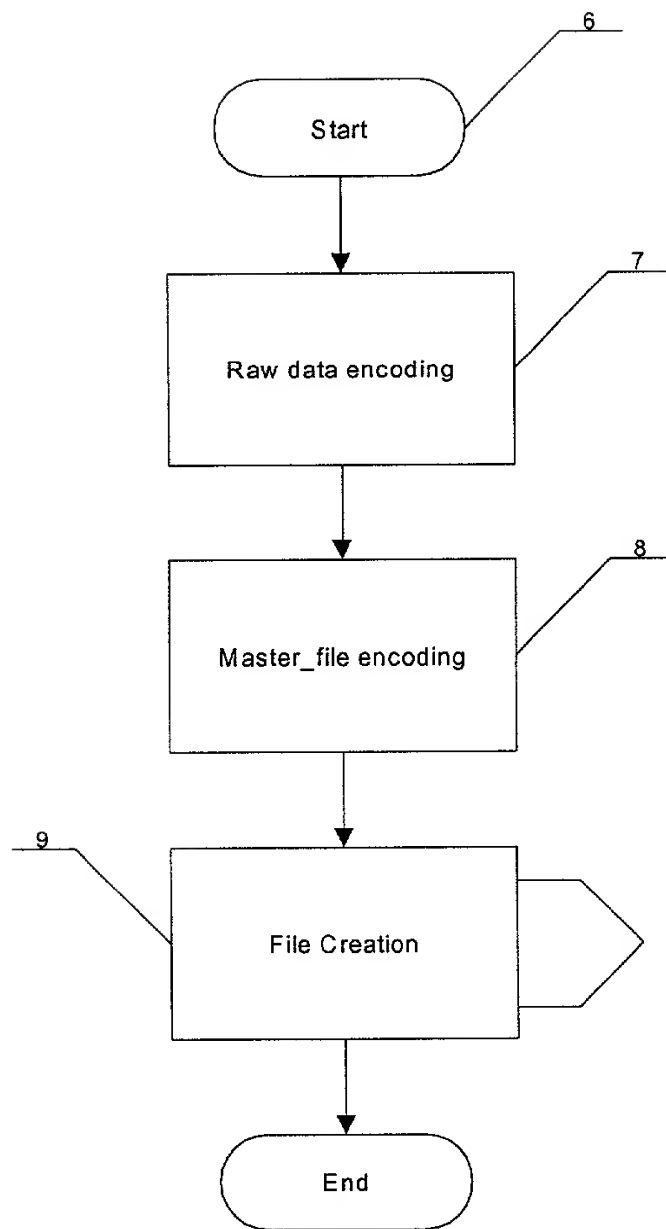 6
Start
7
Raw data encoding
8
Master_file encoding
9
File Creation
End